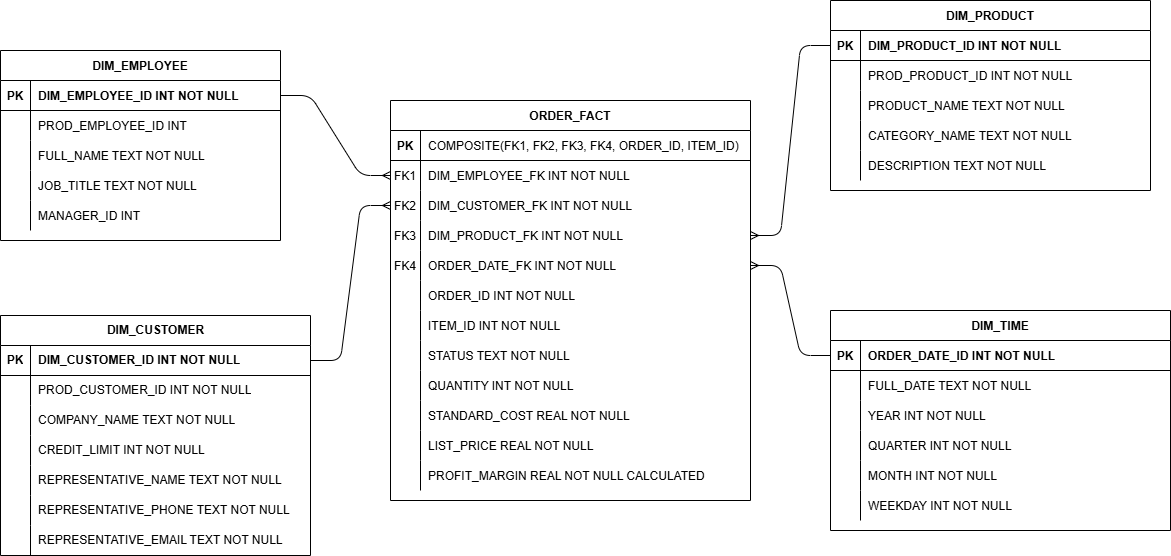 DIM_EMPLOYEE
PK DIM_EMPLOYEE_ID INT NOT NULL
PROD_EMPLOYEE_ID INT
FULL_NAME TEXT NOT NULL
JOB_TITLE TEXT NOT NULL
MANAGER_ID INT
DIM_CUSTOMER
PK DIM_CUSTOMER_ID INT NOT NULL
PROD_CUSTOMER_ID INT NOT NULL
COMPANY_NAME TEXT NOT NULL
CREDIT_LIMIT INT NOT NULL
REPRESENTATIVE_NAME TEXT NOT NULL
REPRESENTATIVE_PHONE TEXT NOT NULL
REPRESENTATIVE_EMAIL TEXT NOT NULL
ORDER_FACT
PK COMPOSITE(FK1, FK2, FK3, FK4, ORDER_ID, ITEM_ID)
FK1 DIM_EMPLOYEE_FK INT NOT NULL
FK2 DIM_CUSTOMER_FK INT NOT NULL
FK3 DIM_PRODUCT_FK INT NOT NULL
FK4 ORDER_DATE_FK INT NOT NULL
ORDER_ID INT NOT NULL
ITEM_ID INT NOT NULL
STATUS TEXT NOT NULL
QUANTITY INT NOT NULL
STANDARD_COST REAL NOT NULL
LIST_PRICE REAL NOT NULL
PROFIT_MARGIN REAL NOT NULL CALCULATED
DIM_PRODUCT
PK DIM_PRODUCT_ID INT NOT NULL
PROD_PRODUCT_ID INT NOT NULL
PRODUCT_NAME TEXT NOT NULL
CATEGORY_NAME TEXT NOT NULL
DESCRIPTION TEXT NOT NULL
DIM_TIME
PK ORDER_DATE_ID INT NOT NULL
FULL_DATE TEXT NOT NULL
YEAR INT NOT NULL
QUARTER INT NOT NULL
MONTH INT NOT NULL
WEEKDAY INT NOT NULL